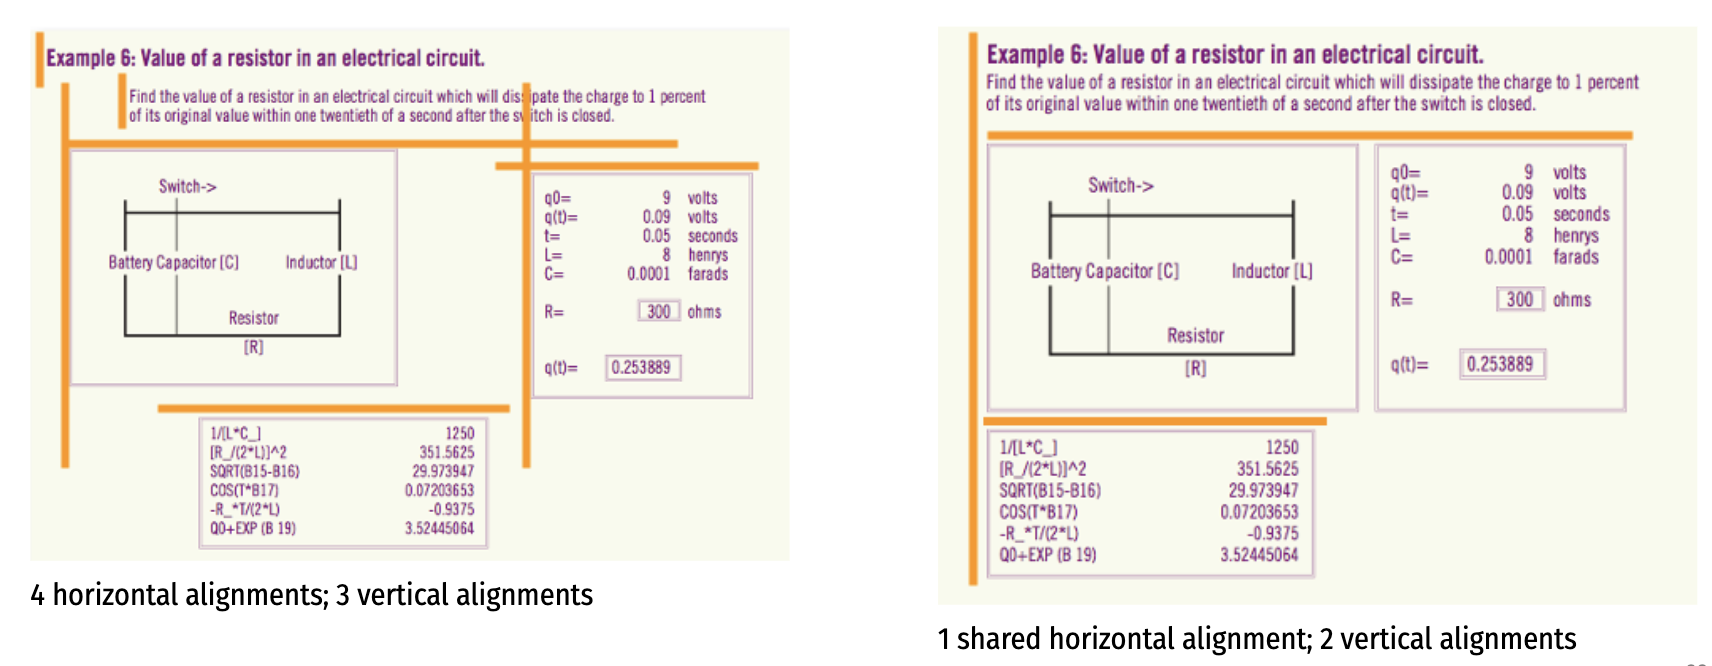 Example 6: Value of a resistor in an electrical circuit.
Find the value of a resistor in an electrical circuit which will dissipate the charge to 1 percent
of its original value within one twentieth of a second after the switch is closed.
Switch->
Battery Capacitor [C] Inductor [L]
Resistor
[R]
q0= 9 volts
q(t)= 0.09 volts
t= 0.05 seconds
L= 8 henrys
C= 0.0001 farads
R= 300 ohms
q(t)= 0.253889
1/[L*C_] 1250
[R_/(2*L)]^2 351.5625
SQRT(B15-B16) 29.973947
COS(T*B17) 0.07203653
-R_*T/(2*L) -0.9375
Q0+EXP (B 19) 3.52445064
4 horizontal alignments; 3 vertical alignments
Example 6: Value of a resistor in an electrical circuit.
Find the value of a resistor in an electrical circuit which will dissipate the charge to 1 percent
of its original value within one twentieth of a second after the switch is closed.
Switch->
Battery Capacitor [C] Inductor [L]
Resistor
[R]
q0= 9 volts
q(t)= 0.09 volts
t= 0.05 seconds
L= 8 henrys
C= 0.0001 farads
R= 300 ohms
q(t)= 0.253889
1/[L*C_] 1250
[R_/(2*L)]^2 351.5625
SQRT(B15-B16) 29.973947
COS(T*B17) 0.07203653
-R_*T/(2*L) -0.9375
Q0+EXP (B 19) 3.52445064
1 shared horizontal alignment; 2 vertical alignments